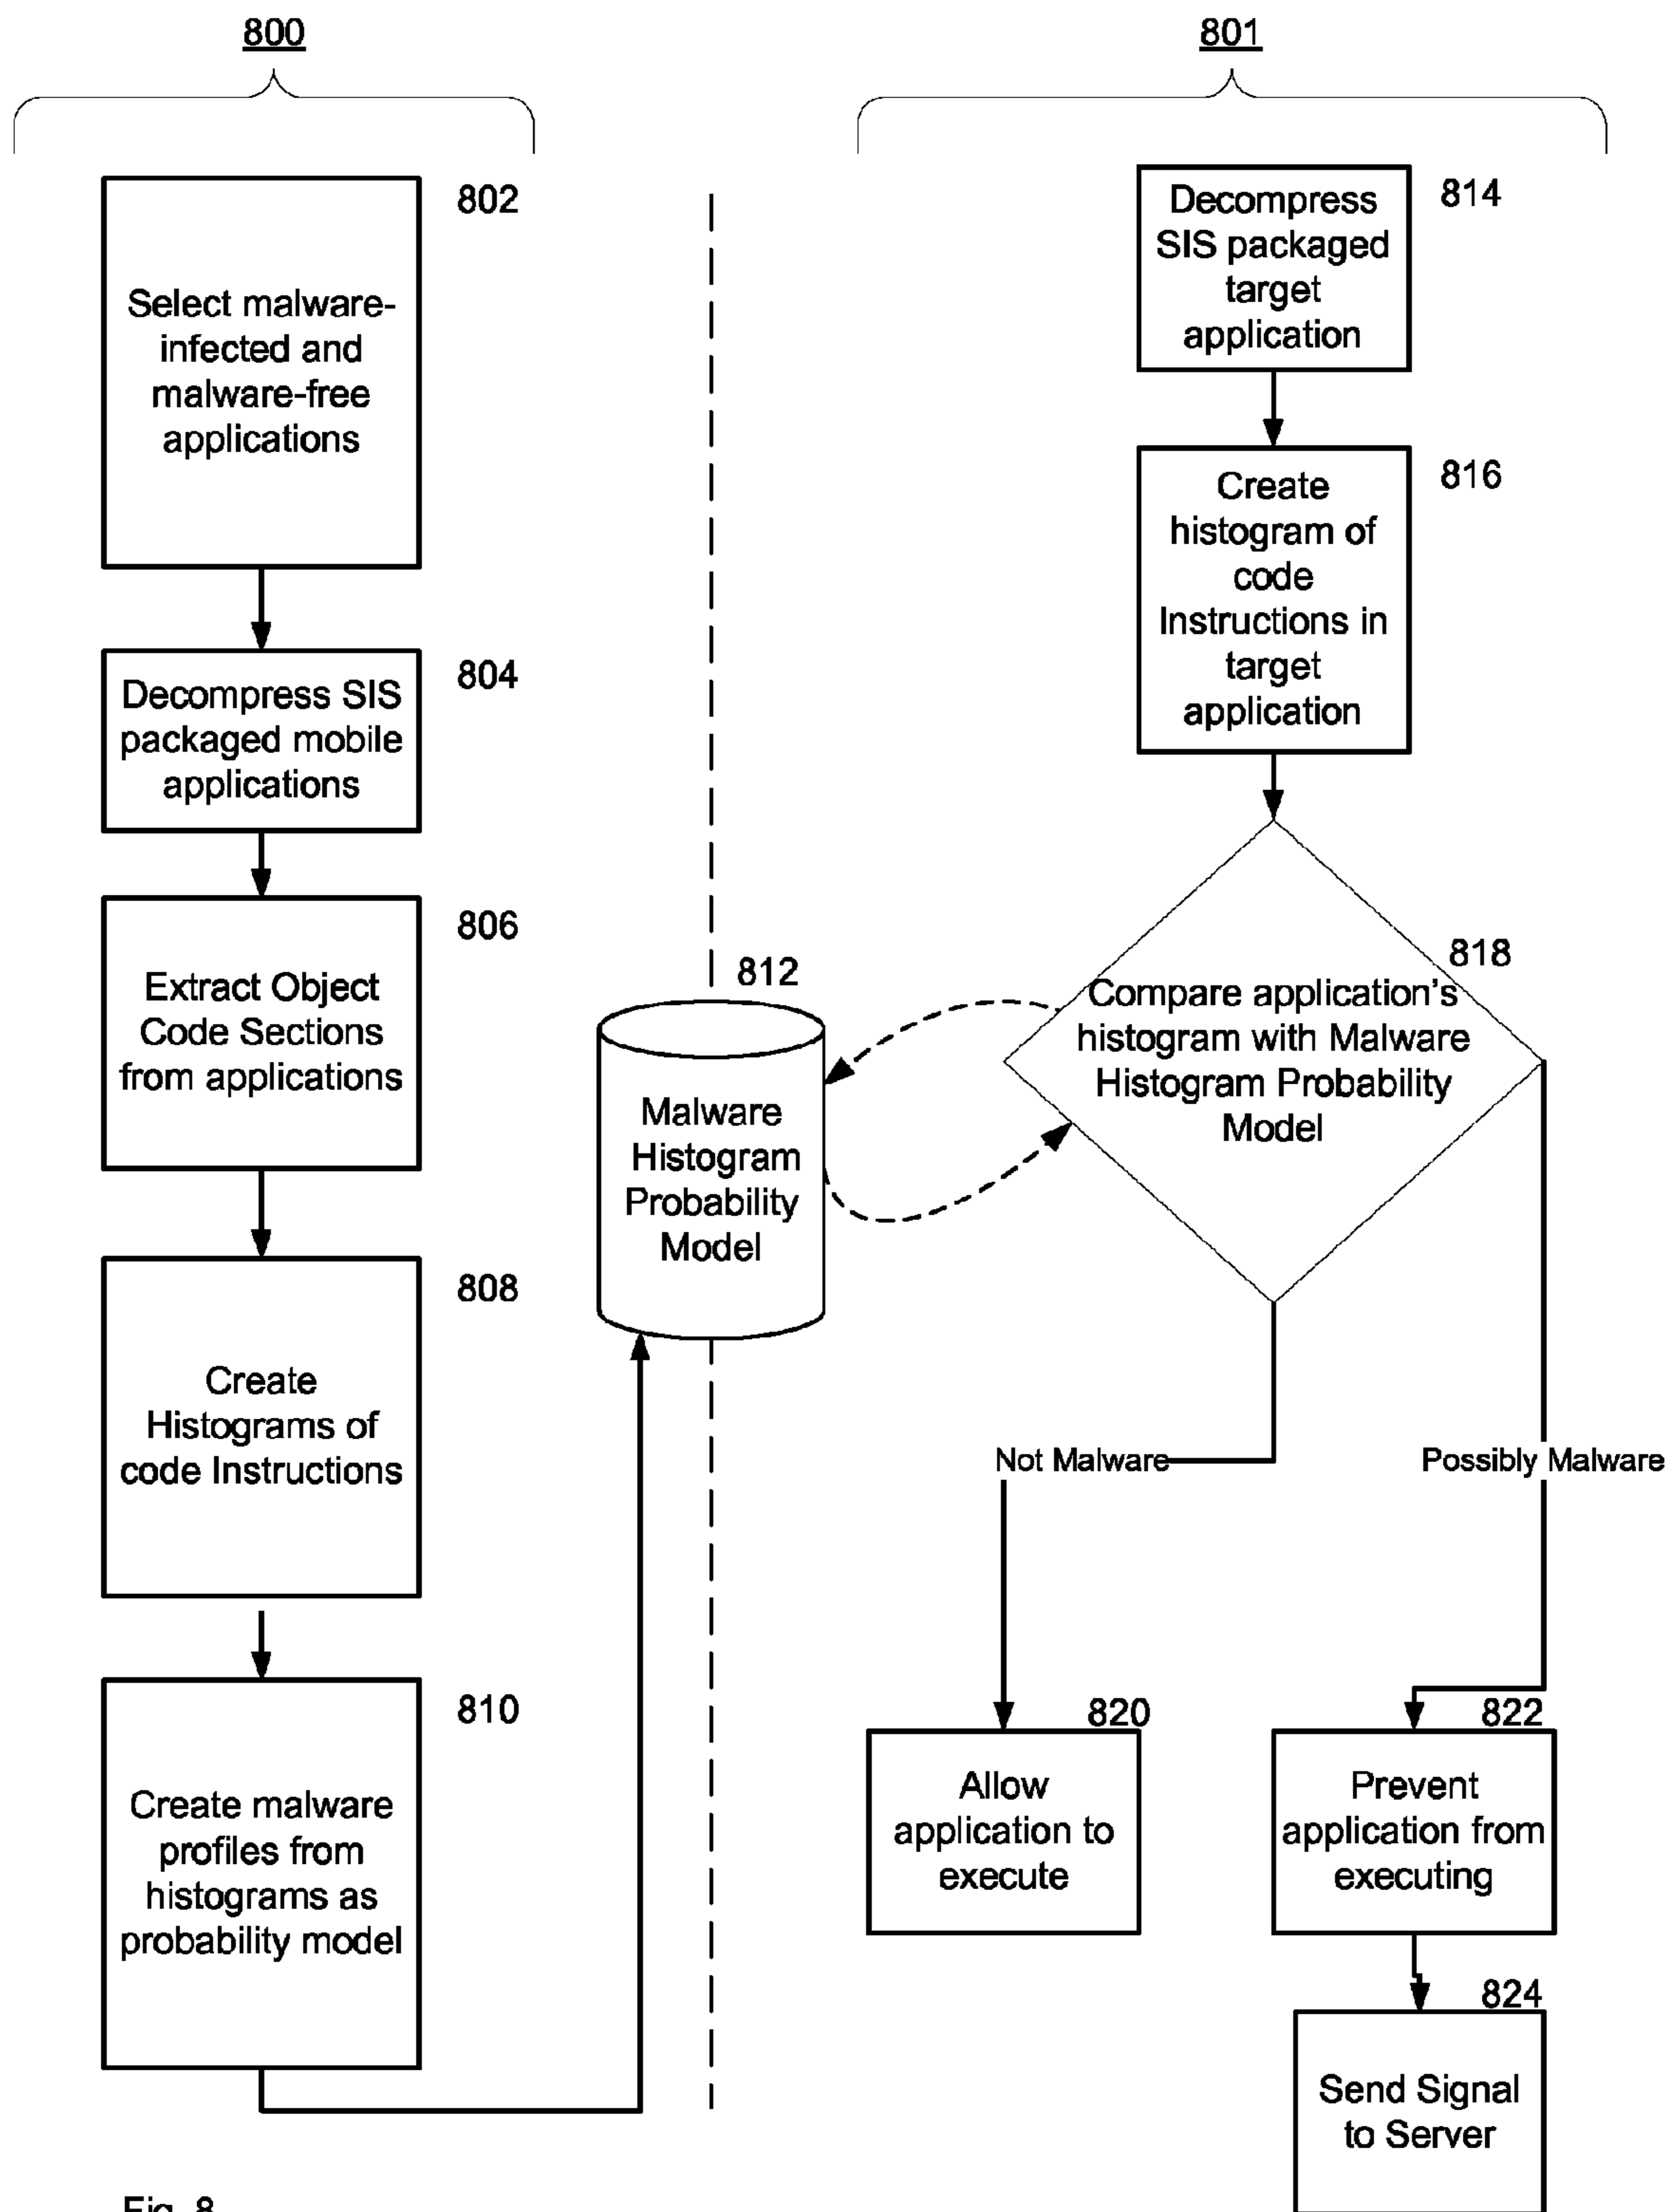 800
802
Select malware-
infected and
malware-free
applications
804
Decompress SIS
packaged mobile
applications
806
Extract Object
Code Sections
from applications
808
Create
Histograms of
code Instructions
810
Create malware
profiles from
histograms as
probability model
812
Malware
Histogram
Probability
Model
801
814
Decompress
SIS packaged
target
application
816
Create
histogram of
code
Instructions in
target
application
818
Compare application's
histogram with Malware
Histogram Probability
Model
Not Malware
Possibly Malware
820
Allow
application to
execute
822
Prevent
application from
executing
824
Send Signal
to Server
Fig. 8